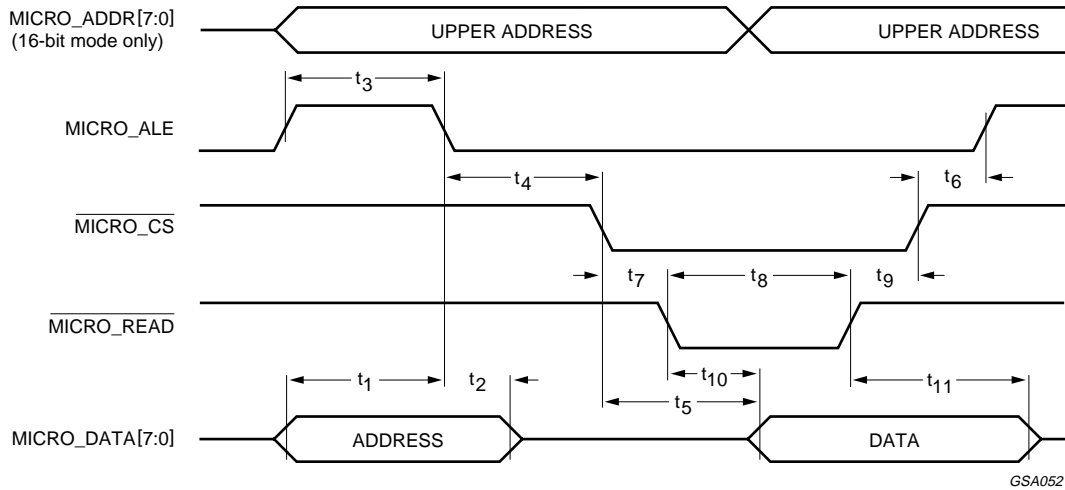 MICRO_ADDR[7:0]
(16-bit mode only)
UPPER ADDRESS
UPPER ADDRESS
t3
MICRO_ALE
t4
t6
MICRO_CS
t7
t8
t9
MICRO_READ
t1
t2
t10
t11
t5
MICRO_DATA[7:0]
ADDRESS
DATA
GSA052